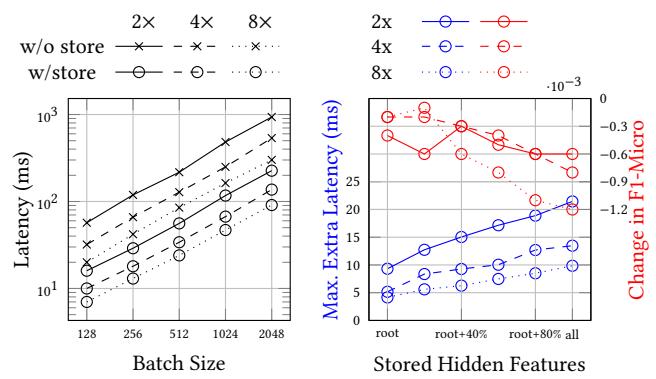 2× 4× 8×
w/o store
w/store
Latency (ms)
10³
10²
10¹
128 256 512 1024 2048
Batch Size
2x
4x
8x
·10⁻³
Max. Extra Latency (ms)
25
20
15
10
5
0
0
−0.3
−0.6
−0.9
−1.2
Change in F1-Micro
root root+40% root+80% all
Stored Hidden Features